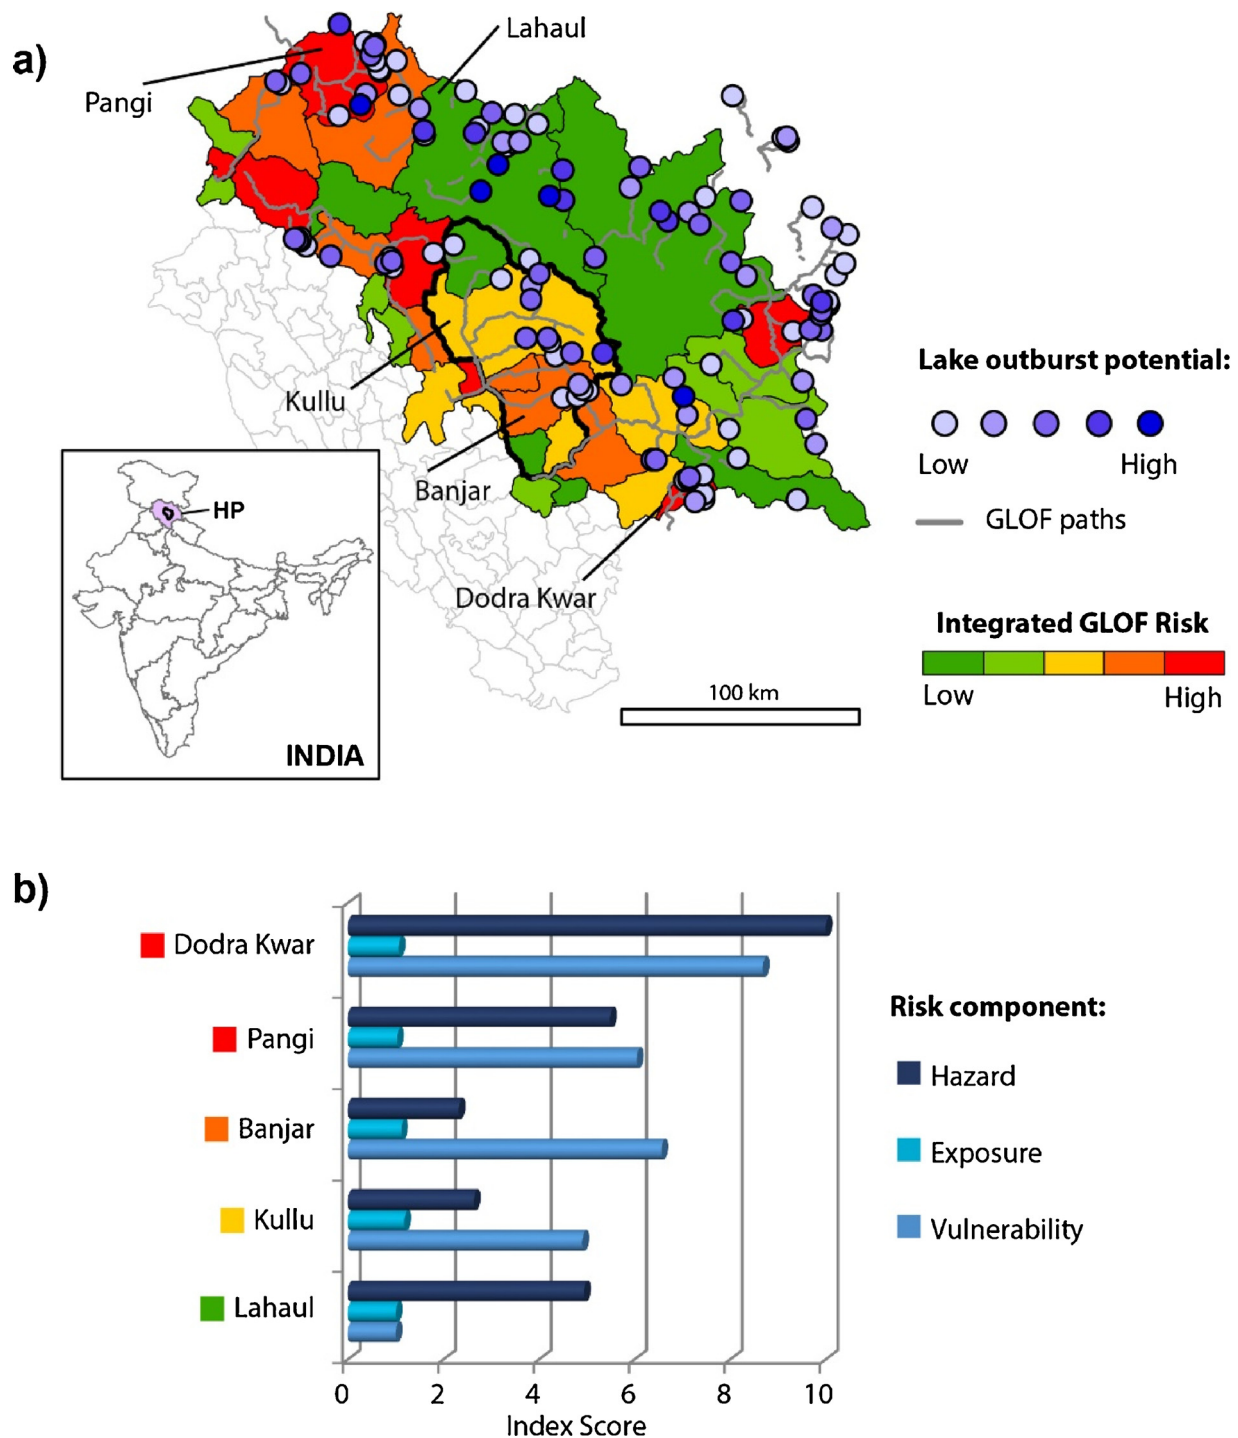 a)
Lahaul
Pangi
Kullu
Banjar
Dodra Kwar
HP
INDIA
100 km
Lake outburst potential:
Low High
GLOF paths
Integrated GLOF Risk
Low High
b)
Dodra Kwar
Pangi
Banjar
Kullu
Lahaul
0 2 4 6 8 10
Index Score
Risk component:
Hazard
Exposure
Vulnerability